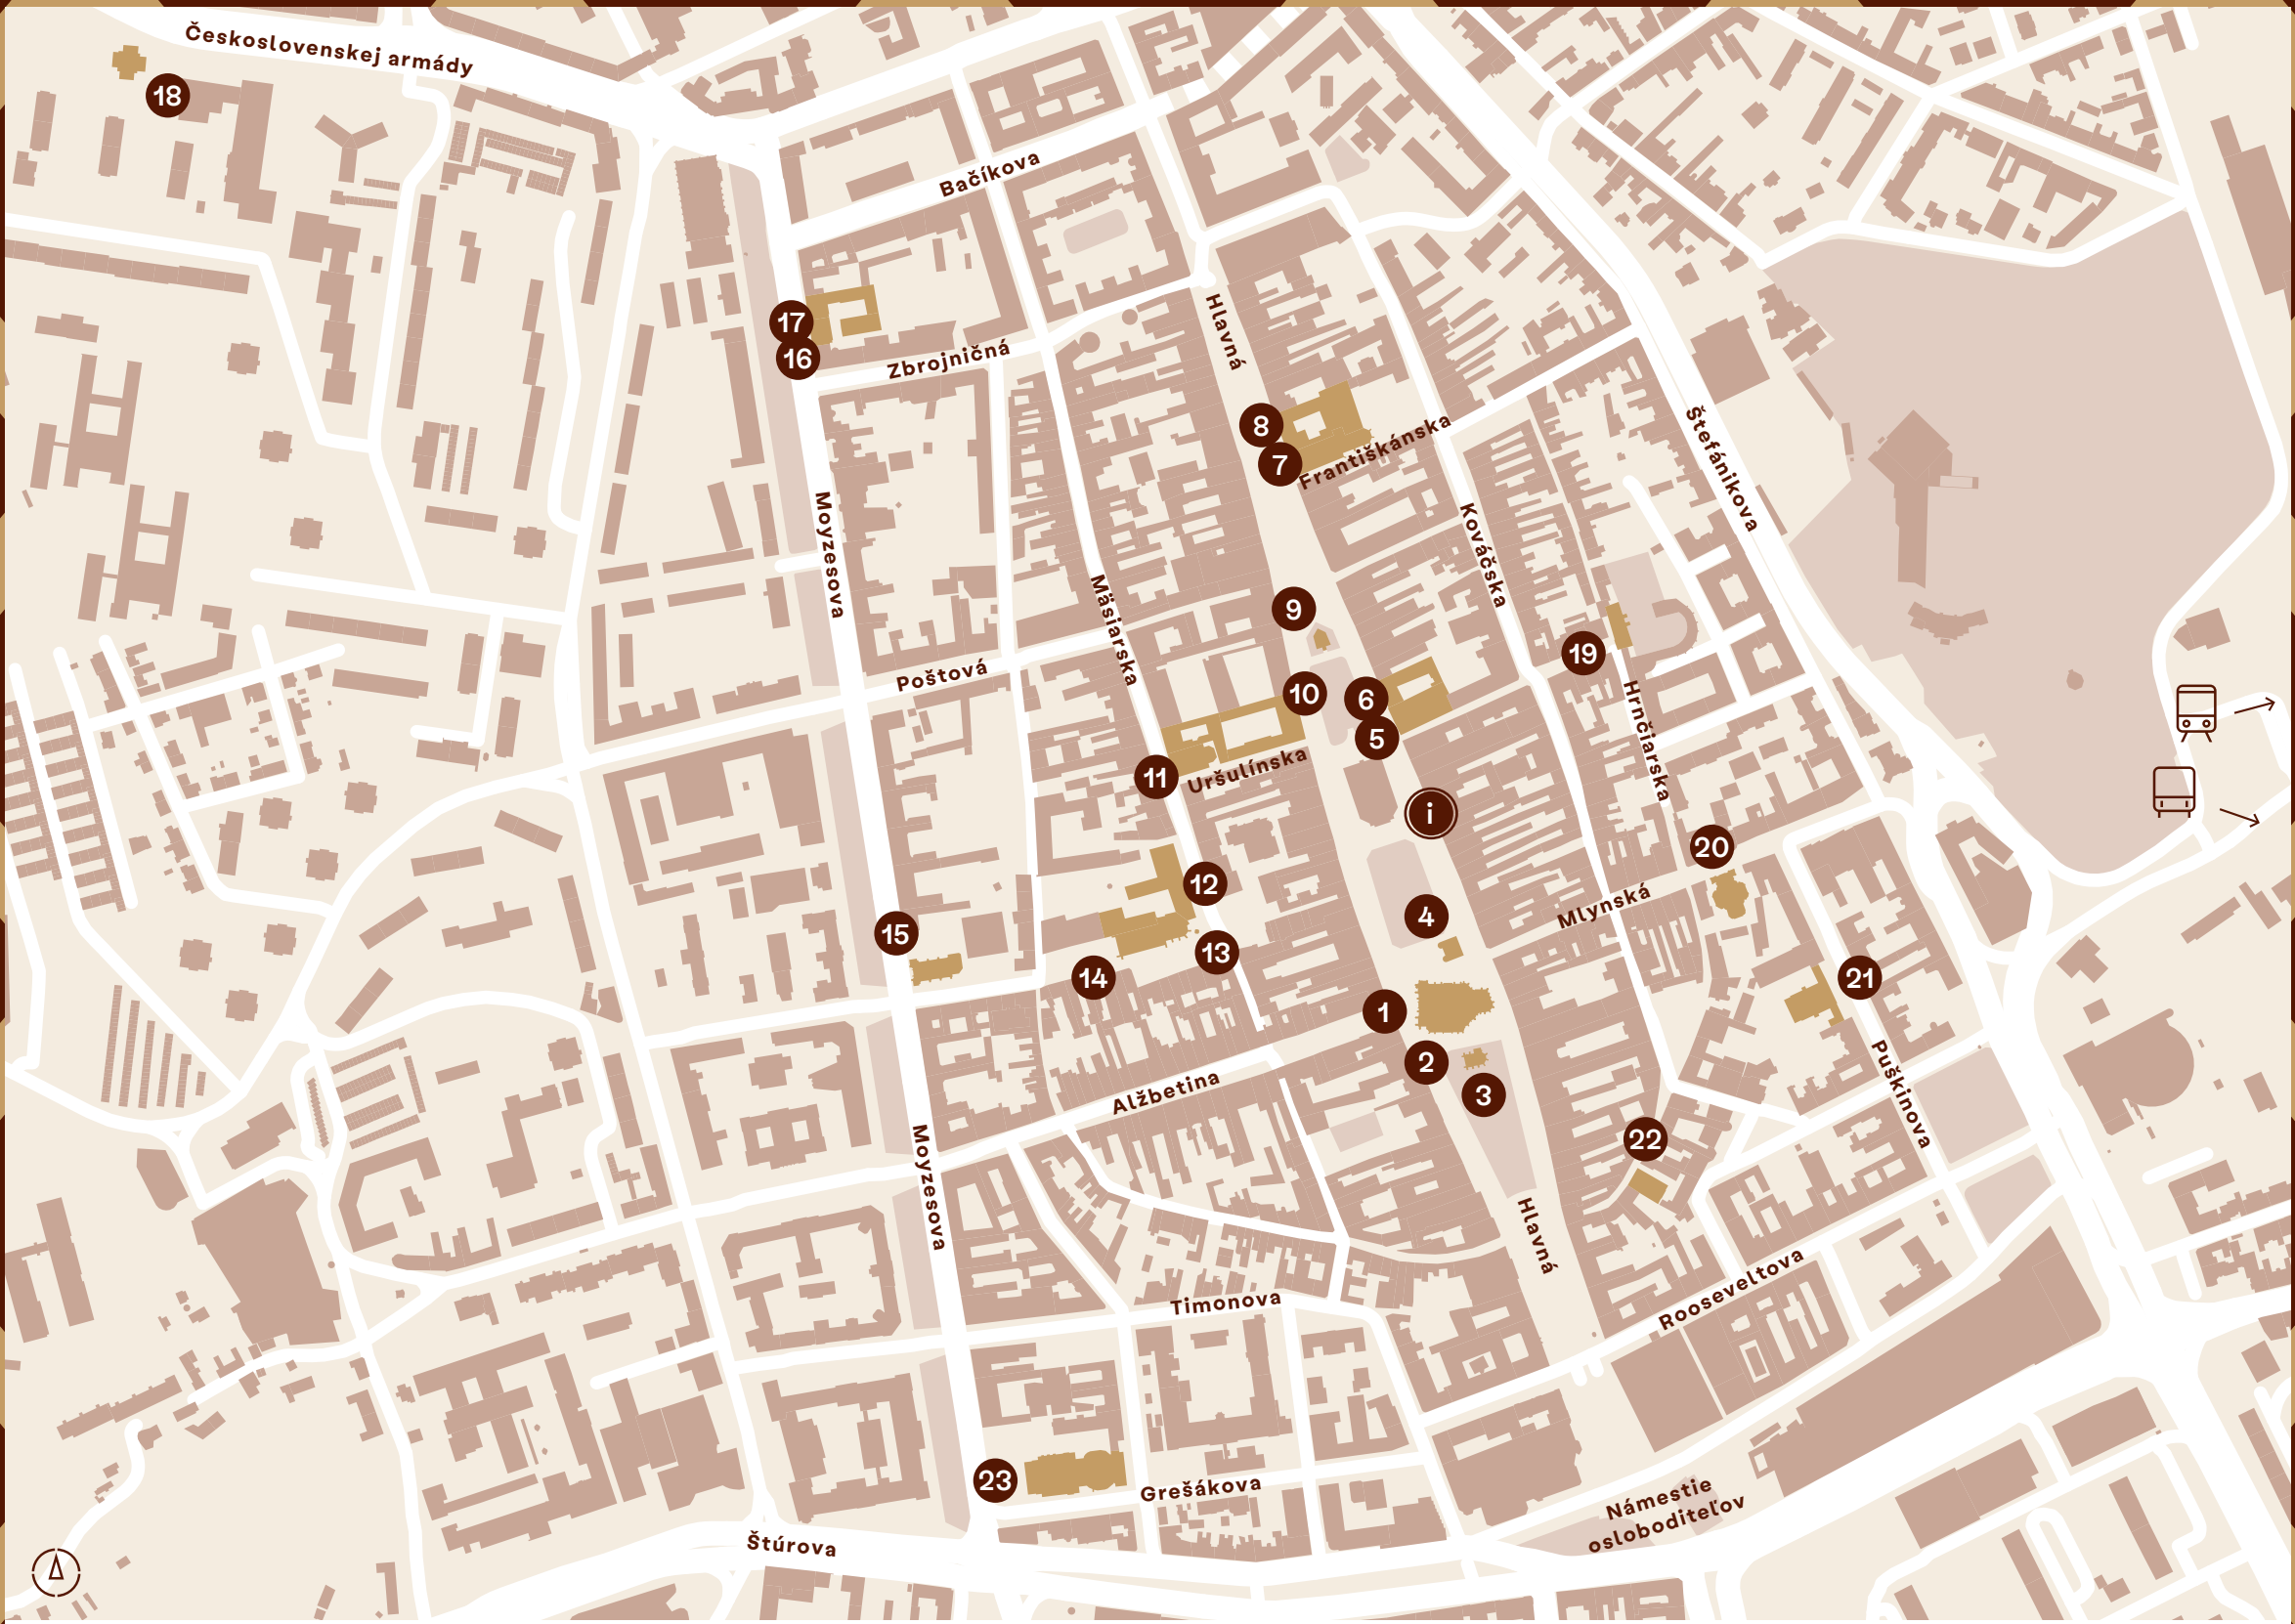 Československej armády
18
Bačíkova
17
16
Zbrojničná
Hlavná
8
7
Františkánska
Štefánikova
Moyzesova
Kováčska
Mäsiarska
9
19
Poštová
10
6
5
Hrnčiarska
11
Uršulínska
i
20
12
4
Mlynská
15
13
14
21
1
2
3
Alžbetina
Puškinova
22
Moyzesova
Hlavná
Timonova
Rooseveltova
23
Grešákova
Námestie
osloboditeľov
Štúrova